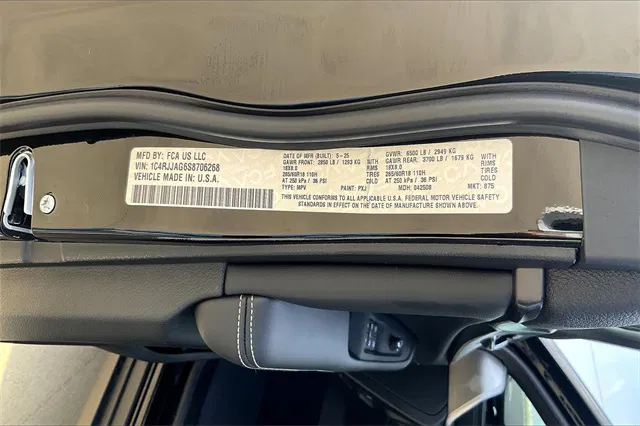 MFD BY: FCA US LLC
VIN: 1C4RJJAG6S8706268
VEHICLE MADE IN: U.S.A.
DATE OF MFR (BUILT): 5-25
GVWR: 6500 LB / 2949 KG
GAWR FRONT: 2850 LB / 1293 KG
WITH
RIMS
GAWR REAR: 3700 LB / 1679 KG
WITH
RIMS
18X8.0
TIRES
18X8.0
TIRES
265/60R18 110H
265/60R18 110H
AT 250 kPa / 36 PSI
AT 250 kPa / 36 PSI
TYPE: MPV
PAINT: PXJ
MDH: 042508
MKT: 875
THIS VEHICLE CONFORMS TO ALL APPLICABLE U.S.A. FEDERAL MOTOR VEHICLE SAFETY
STANDARDS IN EFFECT ON THE DATE OF MANUFACTURE SHOWN ABOVE.